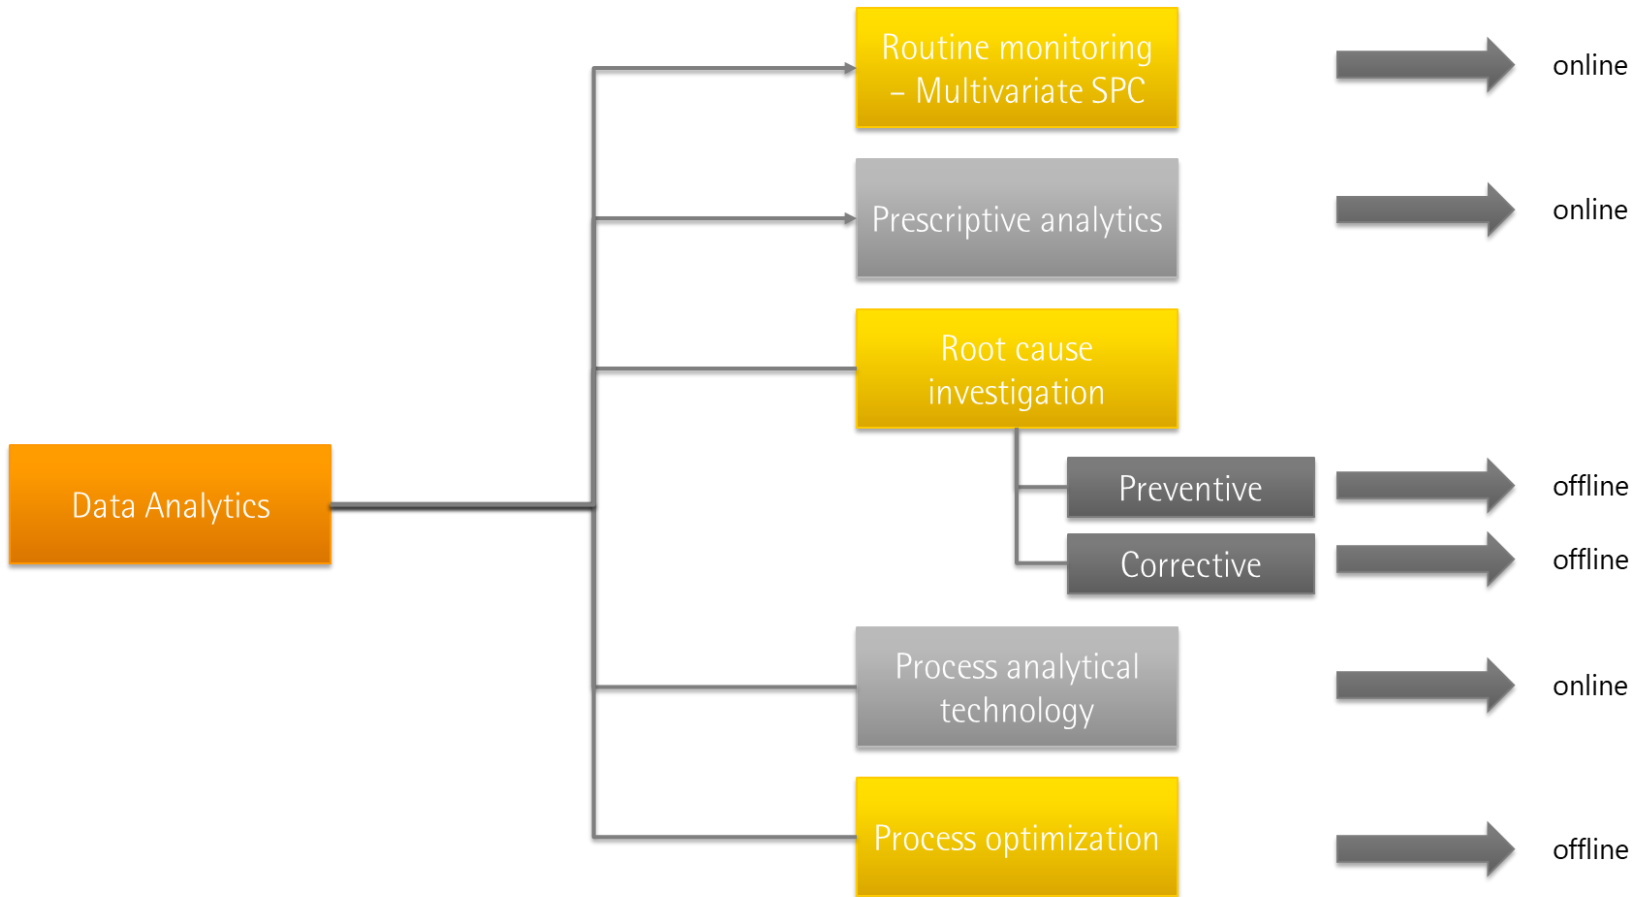 Routine monitoring
– Multivariate SPC
online
Prescriptive analytics
online
Root cause
investigation
Data Analytics
Preventive
offline
Corrective
offline
Process analytical
technology
online
Process optimization
offline